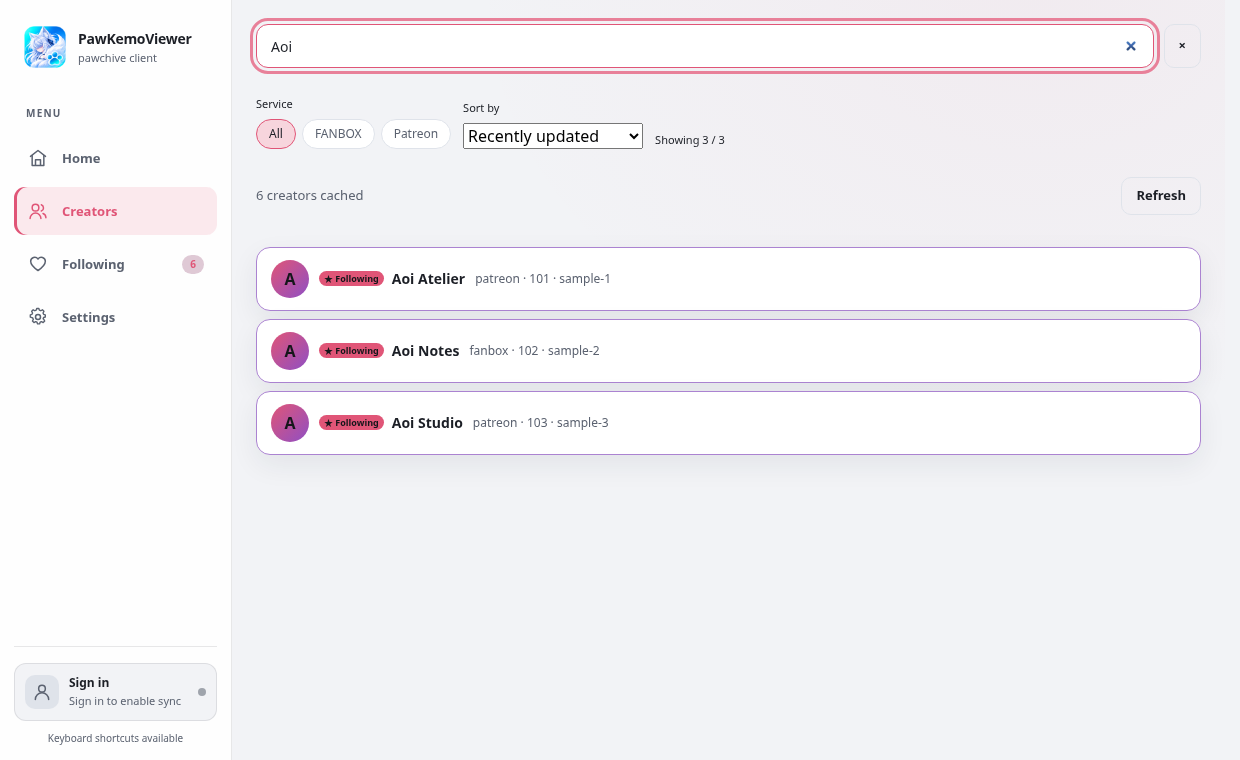 PawKemoViewer
pawchive client
MENU
Home
Creators
Following 6
Settings
Sign in
Sign in to enable sync
Keyboard shortcuts available
Aoi
Service
All FANBOX Patreon
Sort by
Recently updated
Showing 3 / 3
6 creators cached
Refresh
A ★ Following Aoi Atelier patreon · 101 · sample-1
A ★ Following Aoi Notes fanbox · 102 · sample-2
A ★ Following Aoi Studio patreon · 103 · sample-3